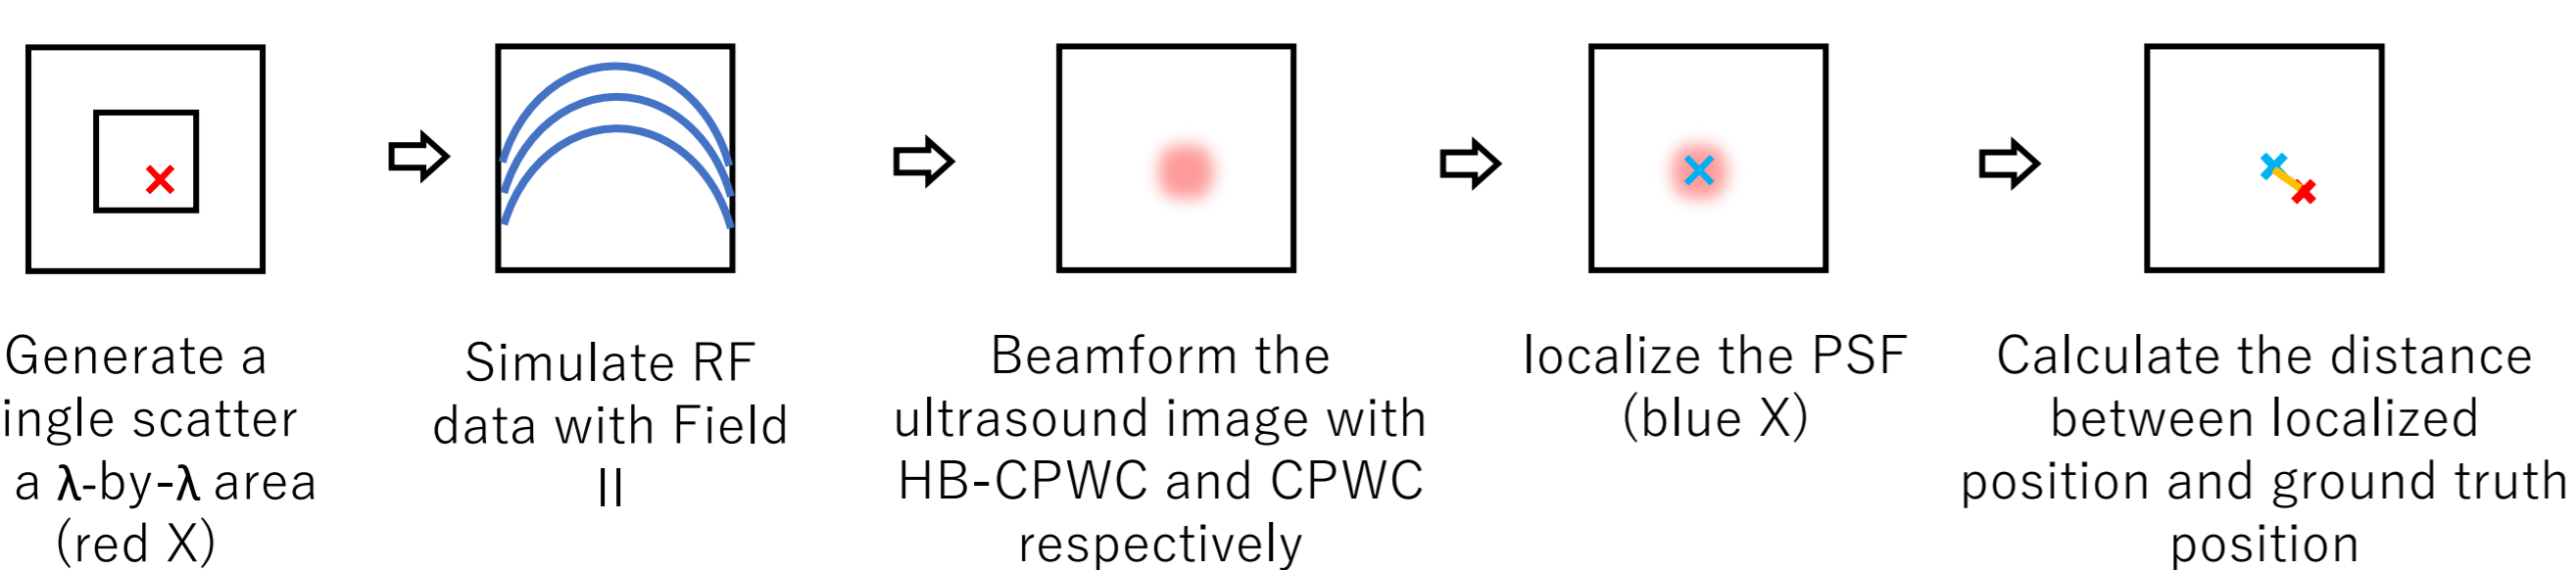 Generate a
ingle scatter
a λ-by-λ area
(red X)
Simulate RF
data with Field
II
Beamform the
ultrasound image with
HB-CPWC and CPWC
respectively
localize the PSF
(blue X)
Calculate the distance
between localized
position and ground truth
position